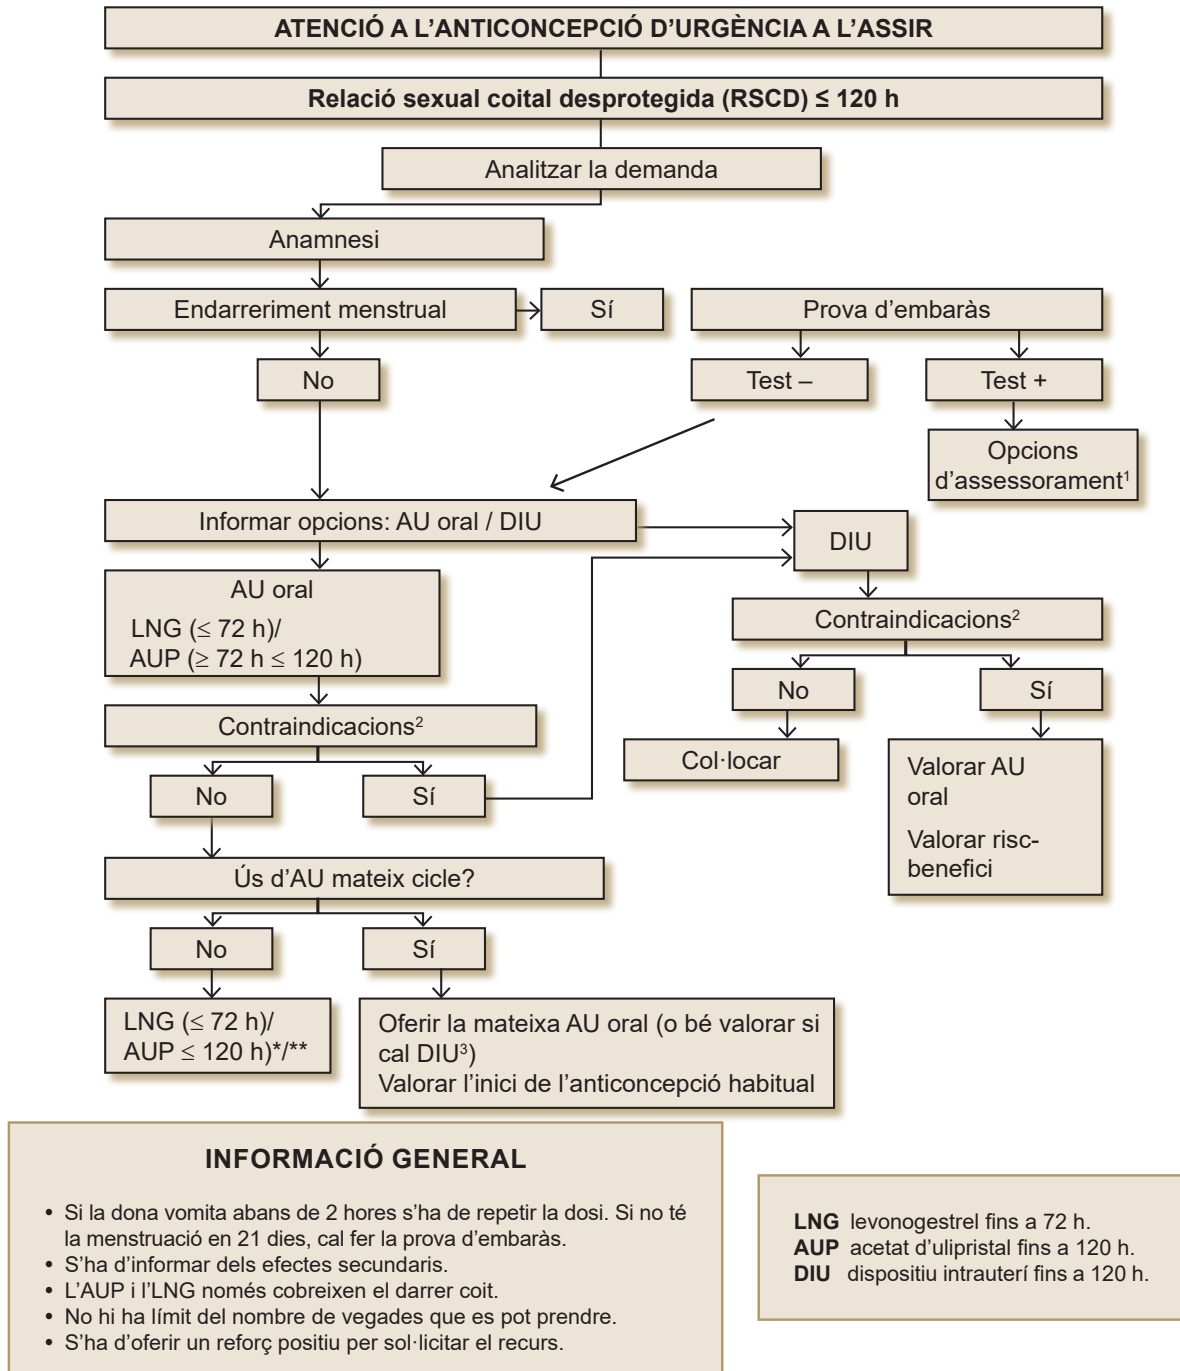 ATENCIÓ A L'ANTICONCEPCIÓ D'URGÈNCIA A L'ASSIR
Relació sexual coital desprotegida (RSCD) ≤ 120 h
Analitzar la demanda
Anamnesi
Endarreriment menstrual
Sí
Prova d'embaràs
No
Test –
Test +
Opcions
d'assessorament¹
Informar opcions: AU oral / DIU
DIU
AU oral
LNG (≤ 72 h)/
AUP (≥ 72 h ≤ 120 h)
Contraindicacions²
No
Sí
Col·locar
Valorar AU
oral
Valorar risc-
benefici
Contraindicacions²
No
Sí
Ús d'AU mateix cicle?
No
Sí
LNG (≤ 72 h)/
AUP ≤ 120 h)*/**
Oferir la mateixa AU oral (o bé valorar si
cal DIU³)
Valorar l'inici de l'anticoncepció habitual
INFORMACIÓ GENERAL
• Si la dona vomita abans de 2 hores s'ha de repetir la dosi. Si no té
la menstruació en 21 dies, cal fer la prova d'embaràs.
• S'ha d'informar dels efectes secundaris.
• L'AUP i l'LNG només cobreixen el darrer coit.
• No hi ha límit del nombre de vegades que es pot prendre.
• S'ha d'oferir un reforç positiu per sol·licitar el recurs.
LNG levonogestrel fins a 72 h.
AUP acetat d'ulipristal fins a 120 h.
DIU dispositiu intrauterí fins a 120 h.